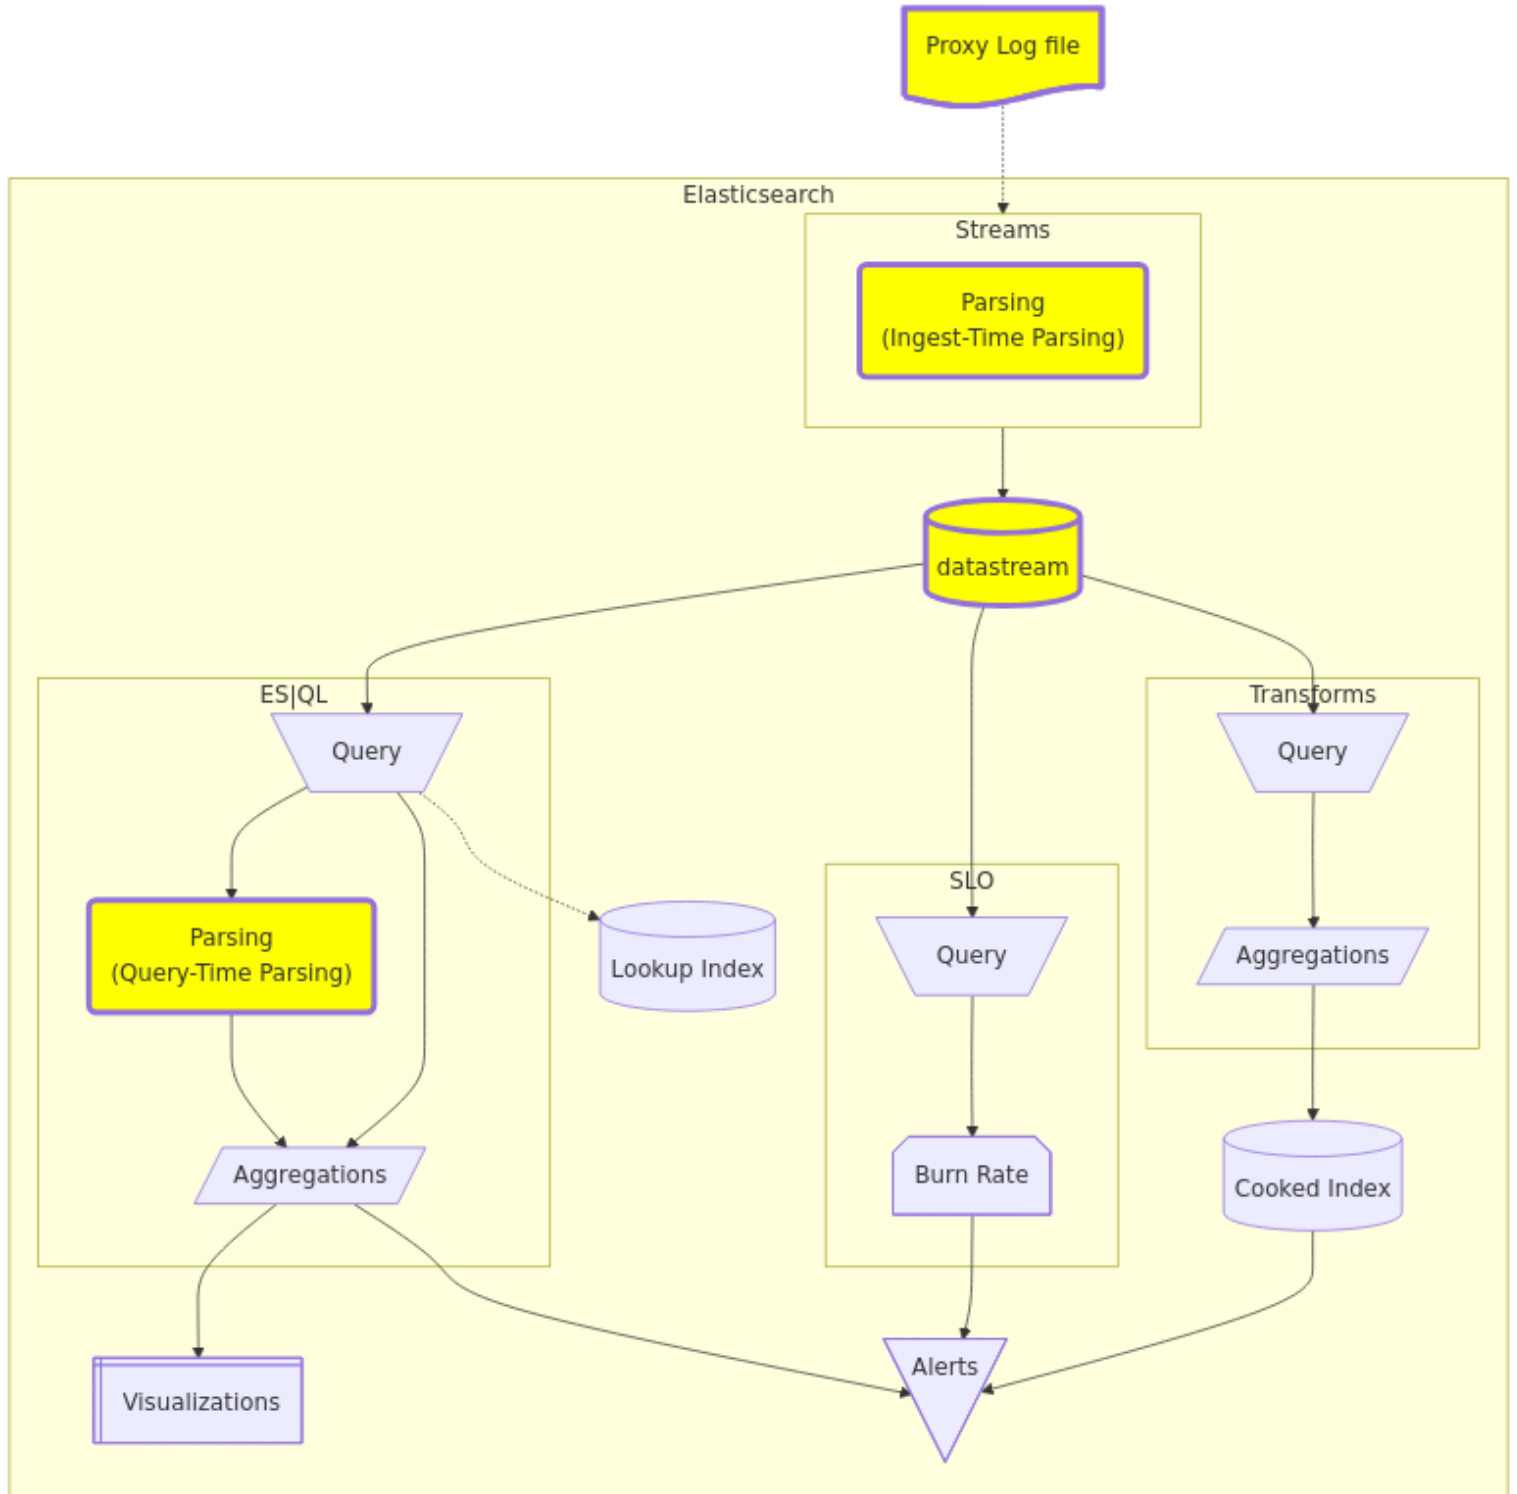 Proxy Log file
Elasticsearch
Streams
Parsing
(Ingest-Time Parsing)
datastream
ES|QL
Query
Parsing
(Query-Time Parsing)
Aggregations
Lookup Index
SLO
Query
Burn Rate
Transforms
Query
Aggregations
Cooked Index
Visualizations
Alerts